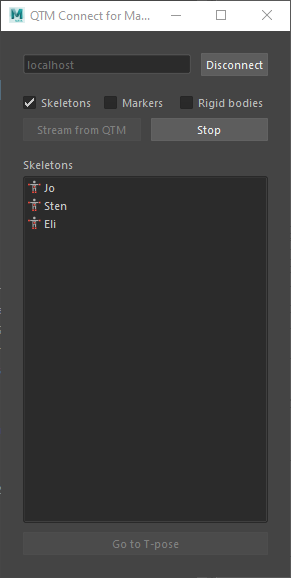 QTM Connect for Ma...
localhost
Disconnect
Skeletons
Markers
Rigid bodies
Stream from QTM
Stop
Skeletons
Jo
Sten
Eli
Go to T-pose